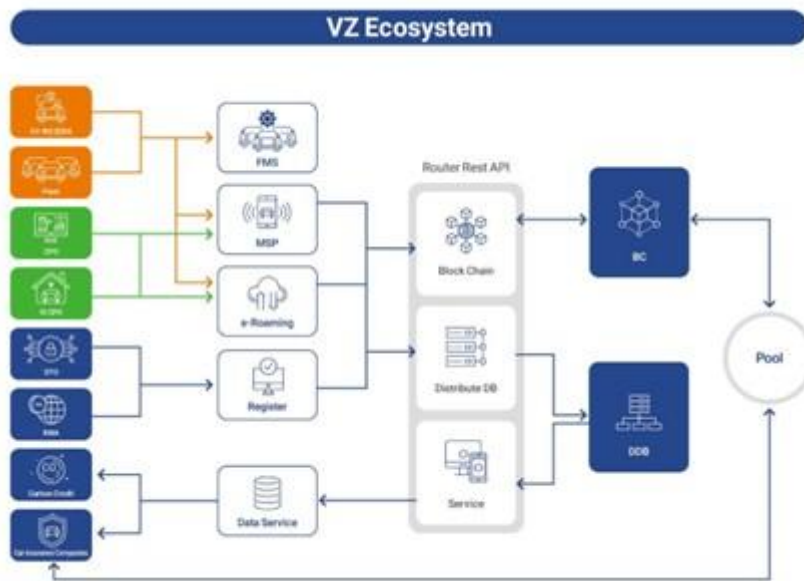 VZ Ecosystem
FMS
Router Rest API
MSP
Block Chain
BC
e-Roaming
Pool
Register
Distribute DB
DDB
Carbon Credit
Data Service
Service
Car Insurance Companies